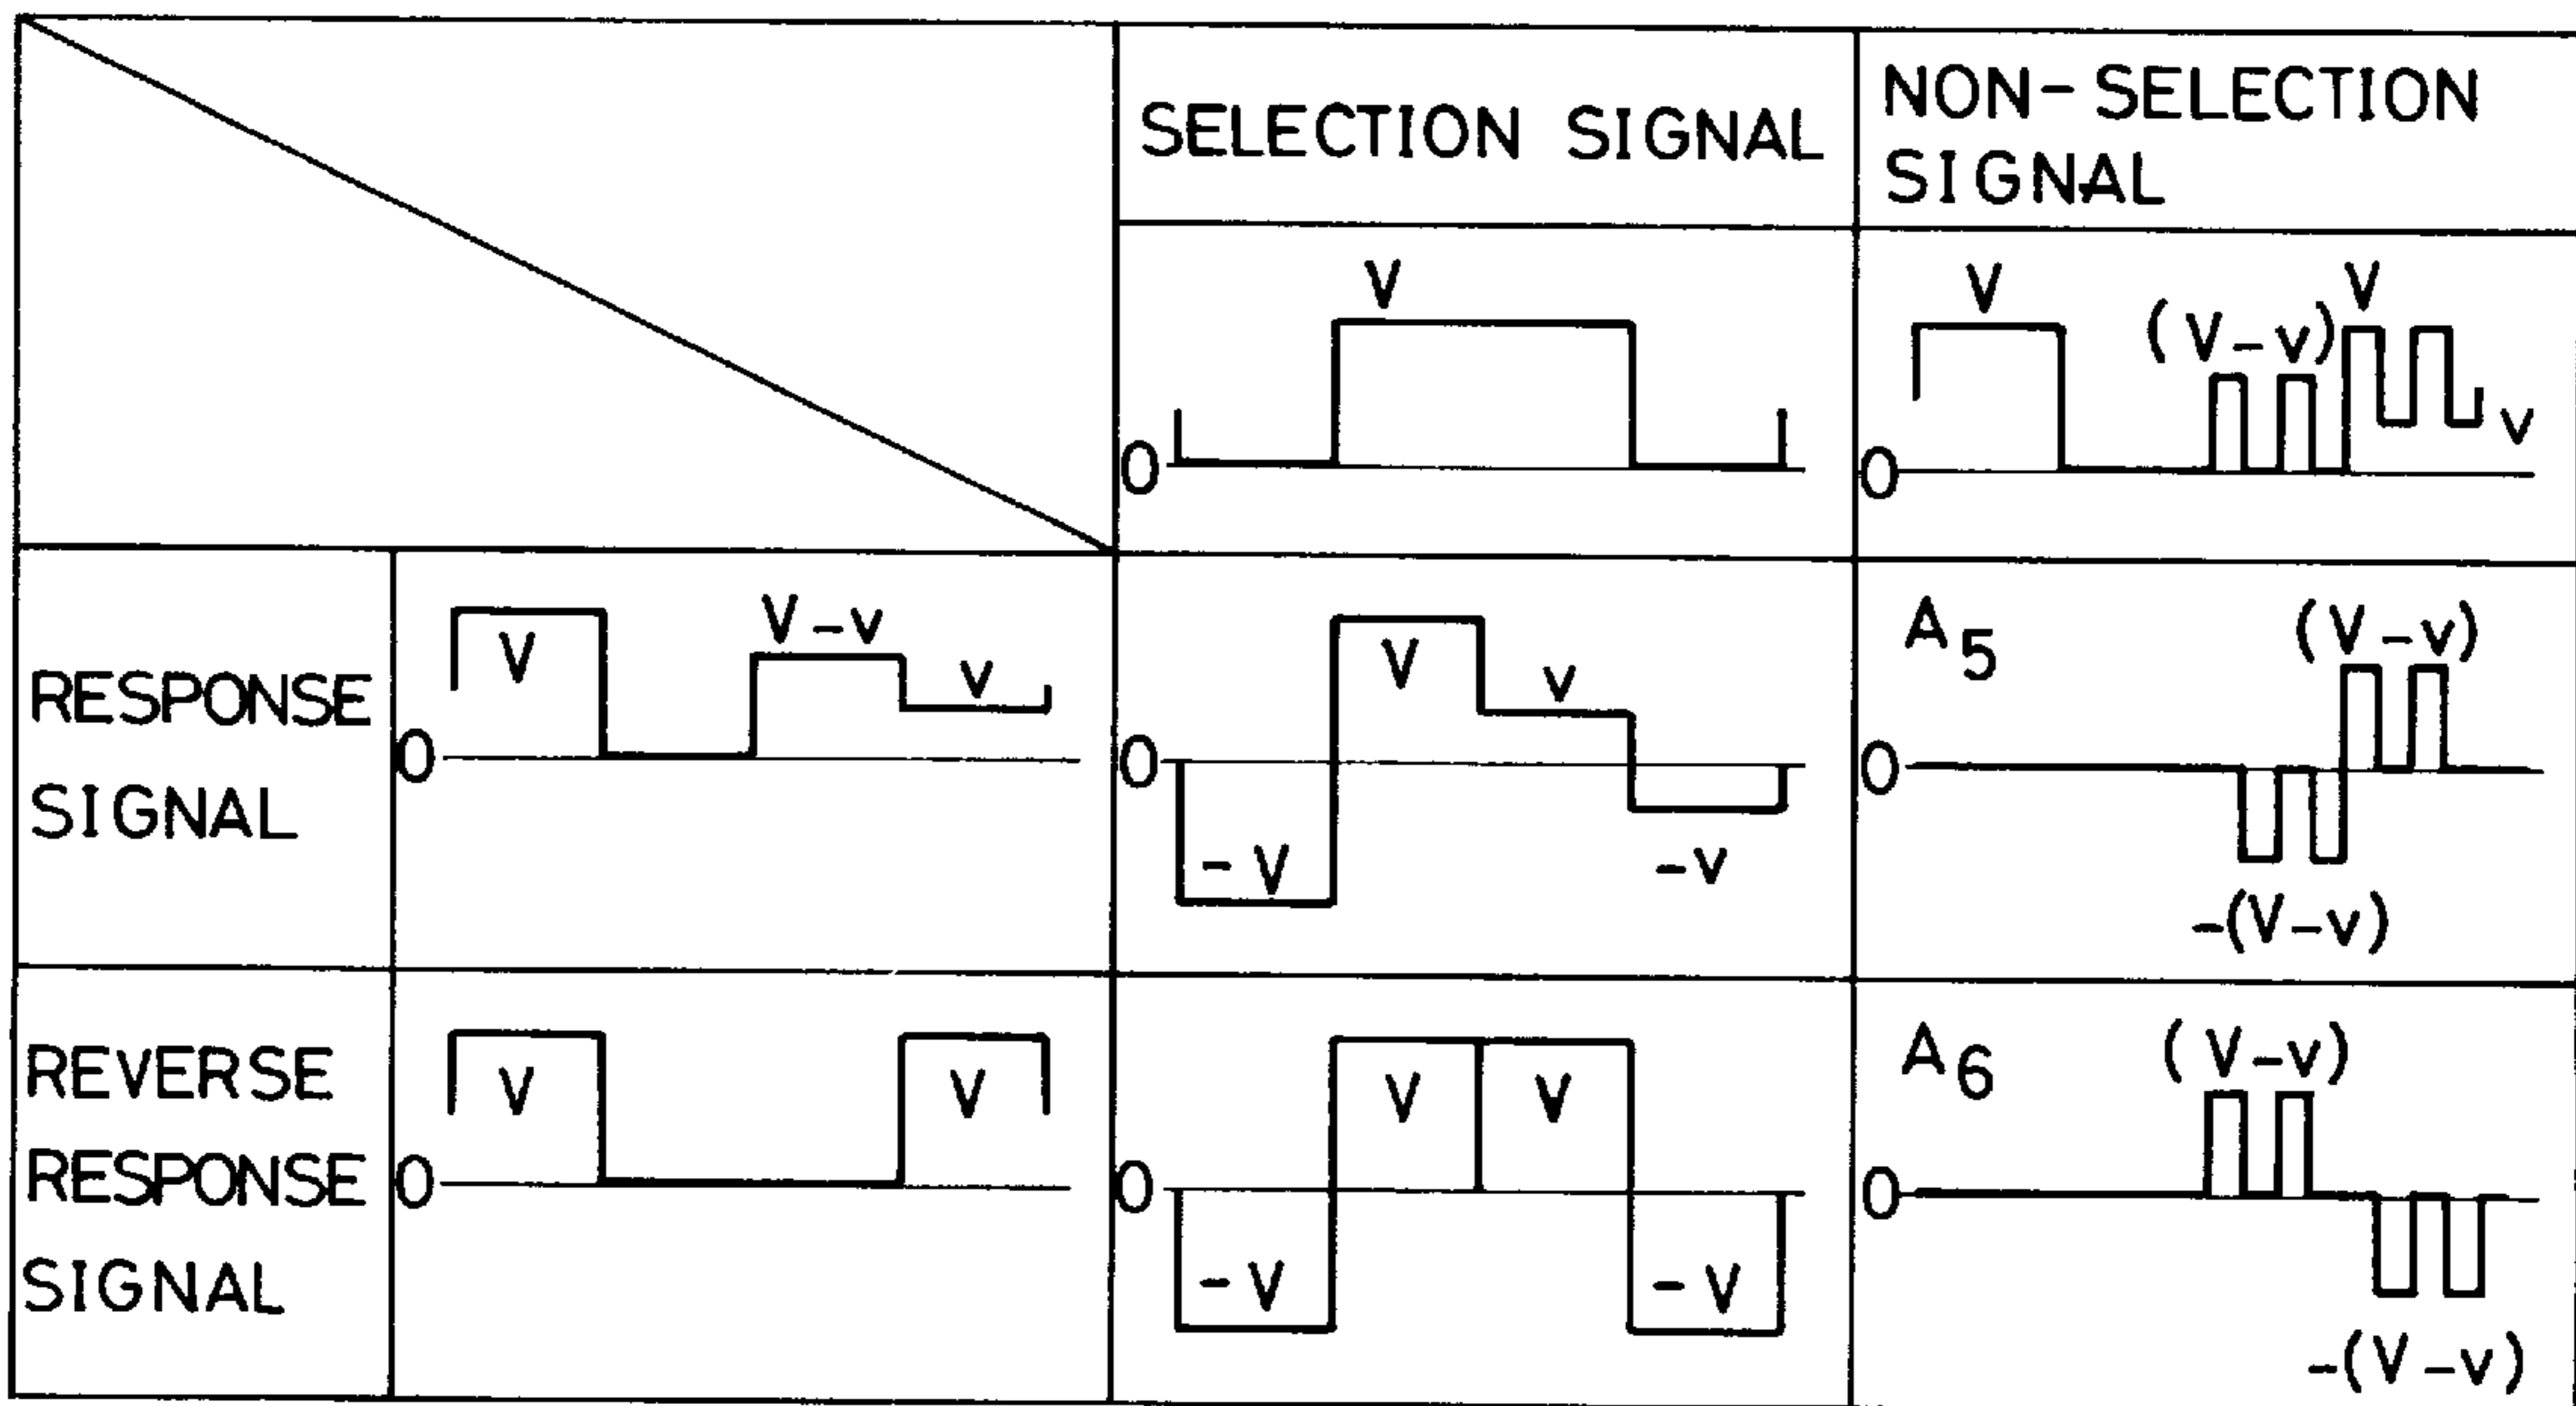 SELECTION SIGNAL
NON-SELECTION
SIGNAL
V
0
V
(V-v)
V
v
0
RESPONSE
SIGNAL
V
V-v
v
0
V
v
0
-V
-v
A5
(V-v)
0
-(V-v)
REVERSE
RESPONSE
SIGNAL
V
V
0
V
V
0
-V
-V
A6
(V-v)
0
-(V-v)